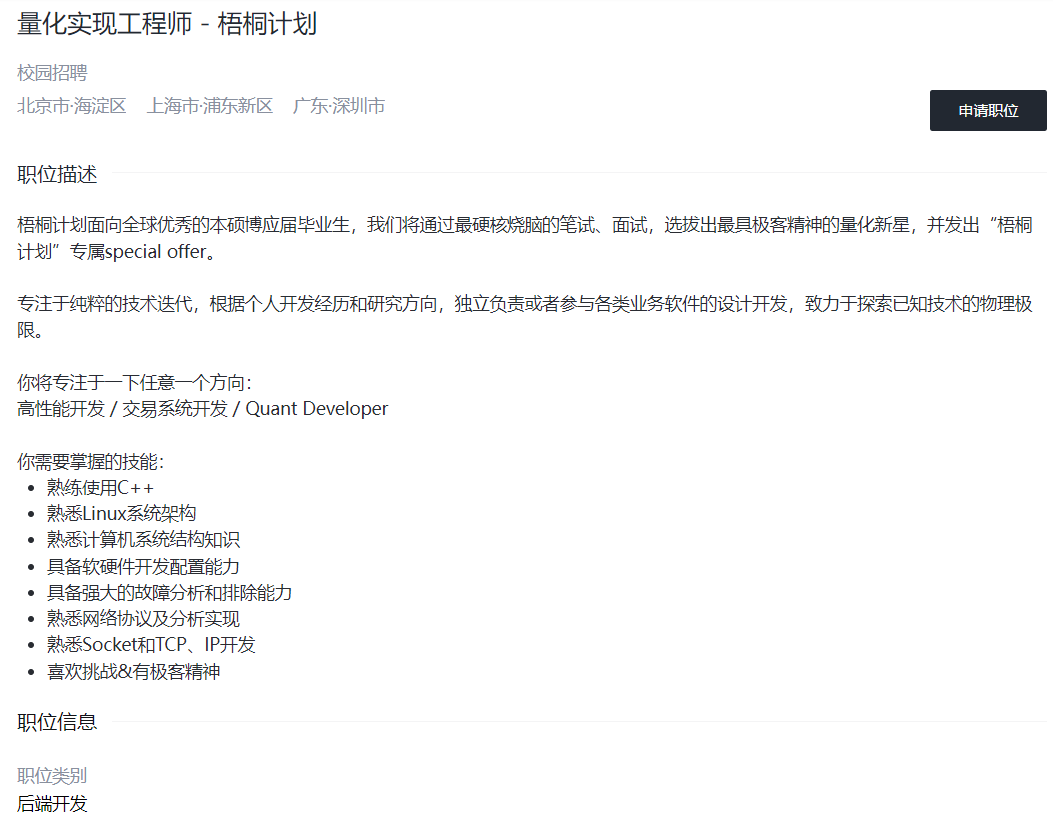 量化实现工程师 - 梧桐计划
校园招聘
北京市·海淀区 上海市·浦东新区 广东·深圳市
申请职位
职位描述
梧桐计划面向全球优秀的本硕博应届毕业生，我们将通过最硬核烧脑的笔试、面试，选拔出最具极客精神的量化新星，并发出“梧桐
计划”专属special offer。
专注于纯粹的技术迭代，根据个人开发经历和研究方向，独立负责或者参与各类业务软件的设计开发，致力于探索已知技术的物理极
限。
你将专注于一下任意一个方向：
高性能开发 / 交易系统开发 / Quant Developer
你需要掌握的技能：
• 熟练使用C++
• 熟悉Linux系统架构
• 熟悉计算机系统结构知识
• 具备软硬件开发配置能力
• 具备强大的故障分析和排除能力
• 熟悉网络协议及分析实现
• 熟悉Socket和TCP、IP开发
• 喜欢挑战&有极客精神
职位信息
职位类别
后端开发